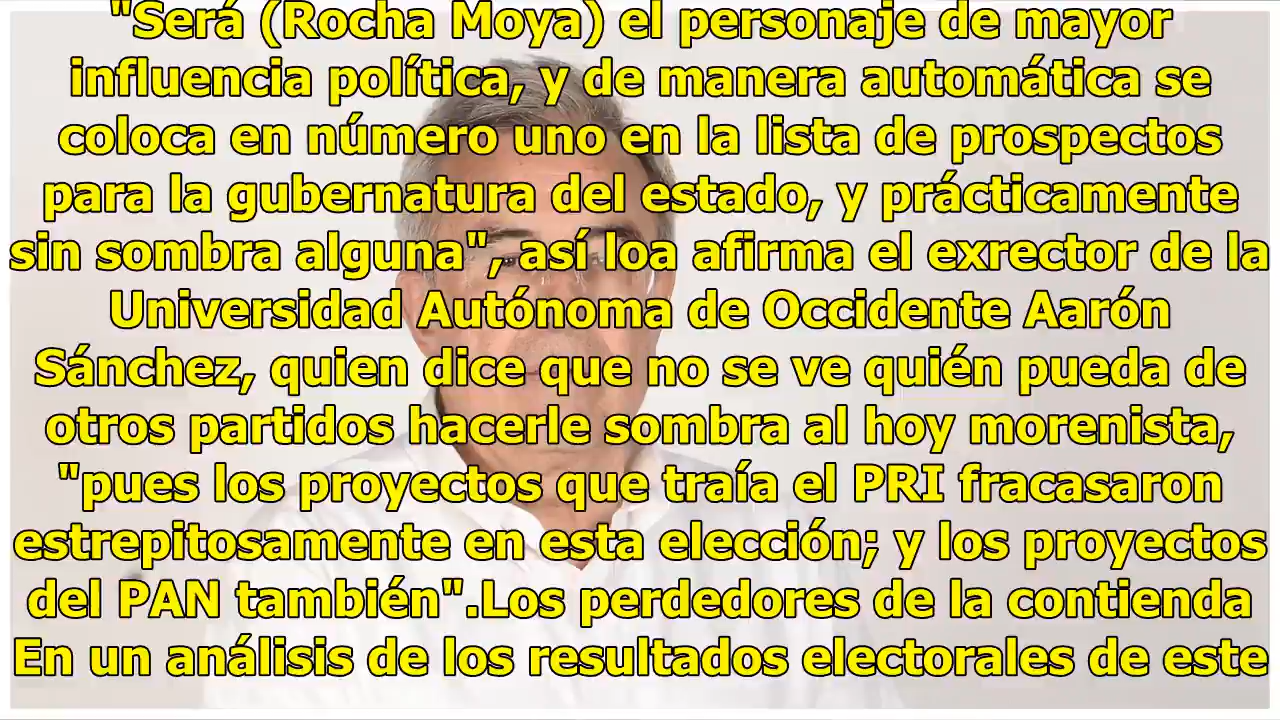 "Será (Rocha Moya) el personaje de mayor
influencia política, y de manera automática se
coloca en número uno en la lista de prospectos
para la gubernatura del estado, y prácticamente
sin sombra alguna", así loa afirma el exrector de la
Universidad Autónoma de Occidente Aarón
Sánchez, quien dice que no se ve quién pueda de
otros partidos hacerle sombra al hoy morenista,
"pues los proyectos que traía el PRI fracasaron
estrepitosamente en esta elección; y los proyectos
del PAN también".Los perdedores de la contienda
En un análisis de los resultados electorales de este